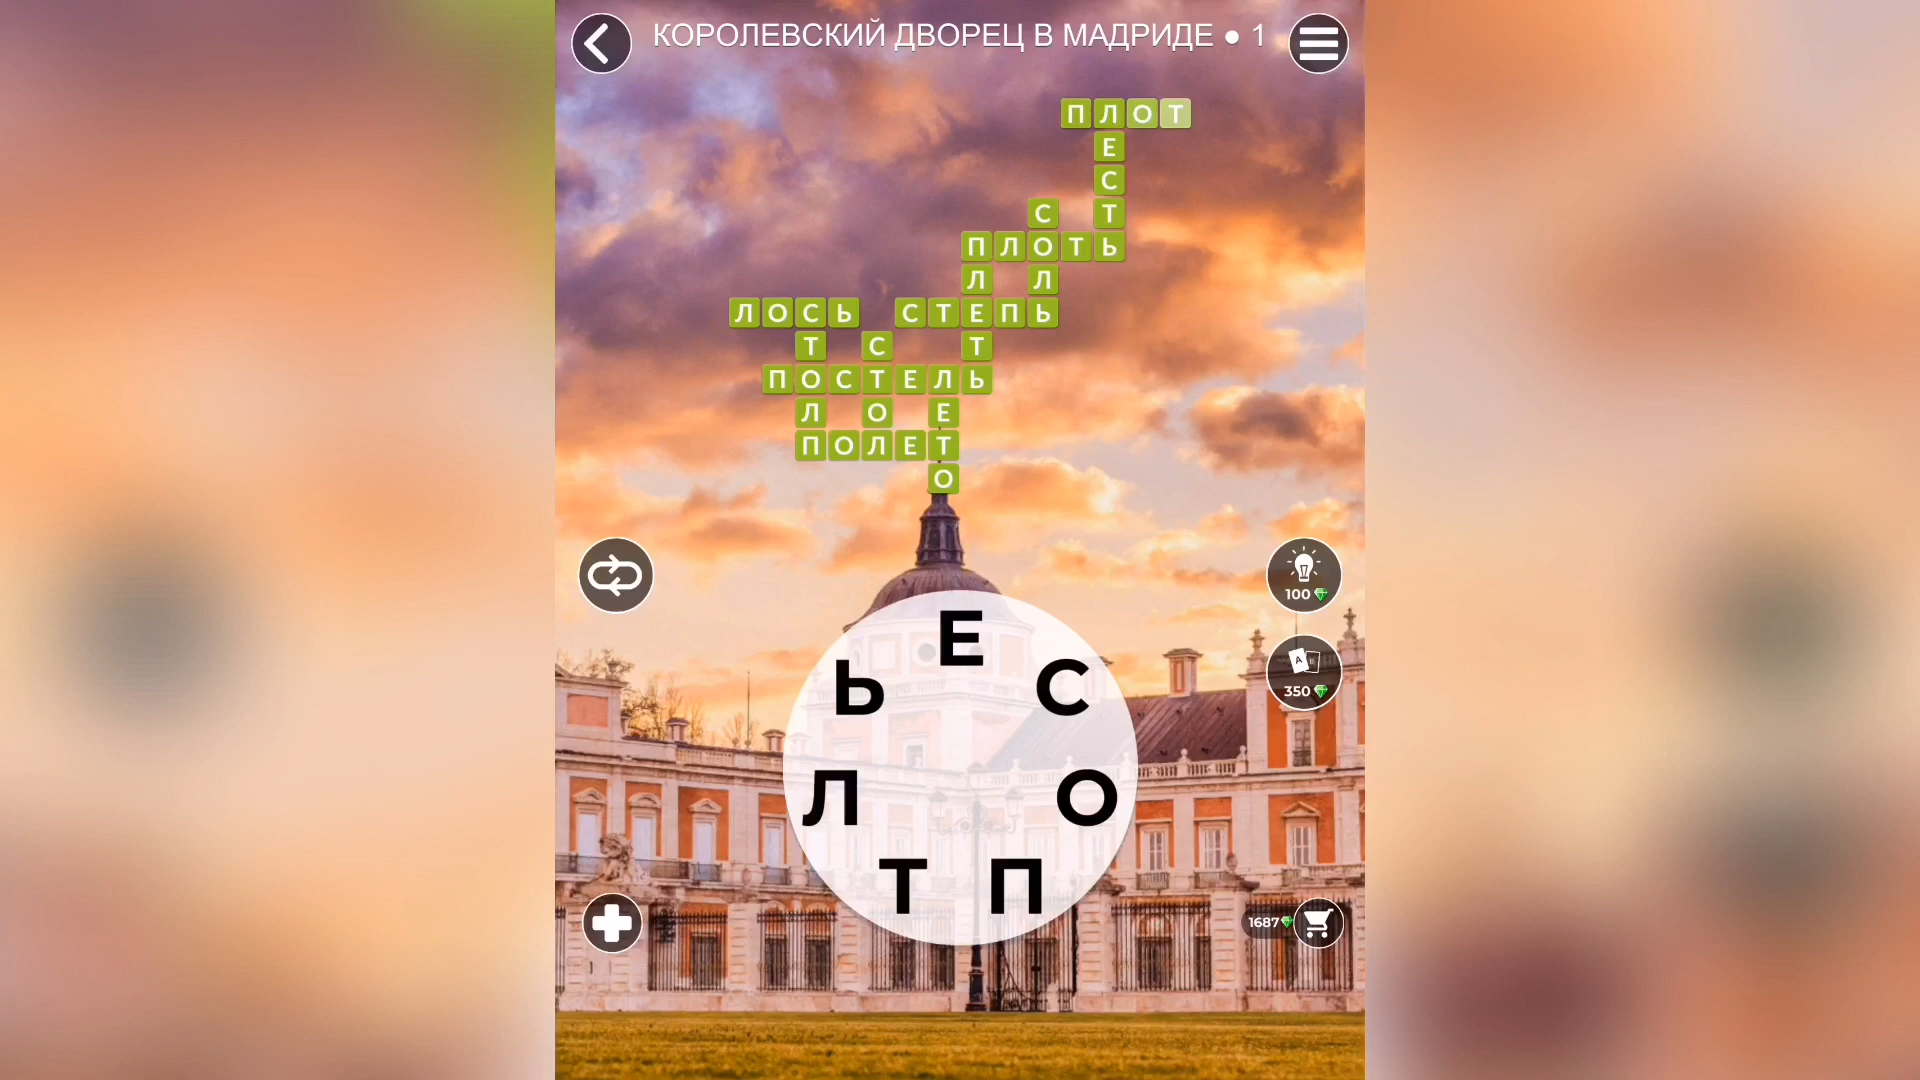 КОРОЛЕВСКИЙ ДВОРЕЦ В МАДРИДЕ ● 1
ПЛОТ
Е
С
С Т
ПЛОТЬ
Л Л
ЛОСЬ СТЕПЬ
Т С Т
ПОСТЕЛЬ
Л О Е
ПОЛЕТ
О
100
Е
Ь С
A B
350
Л О
Т П
1687